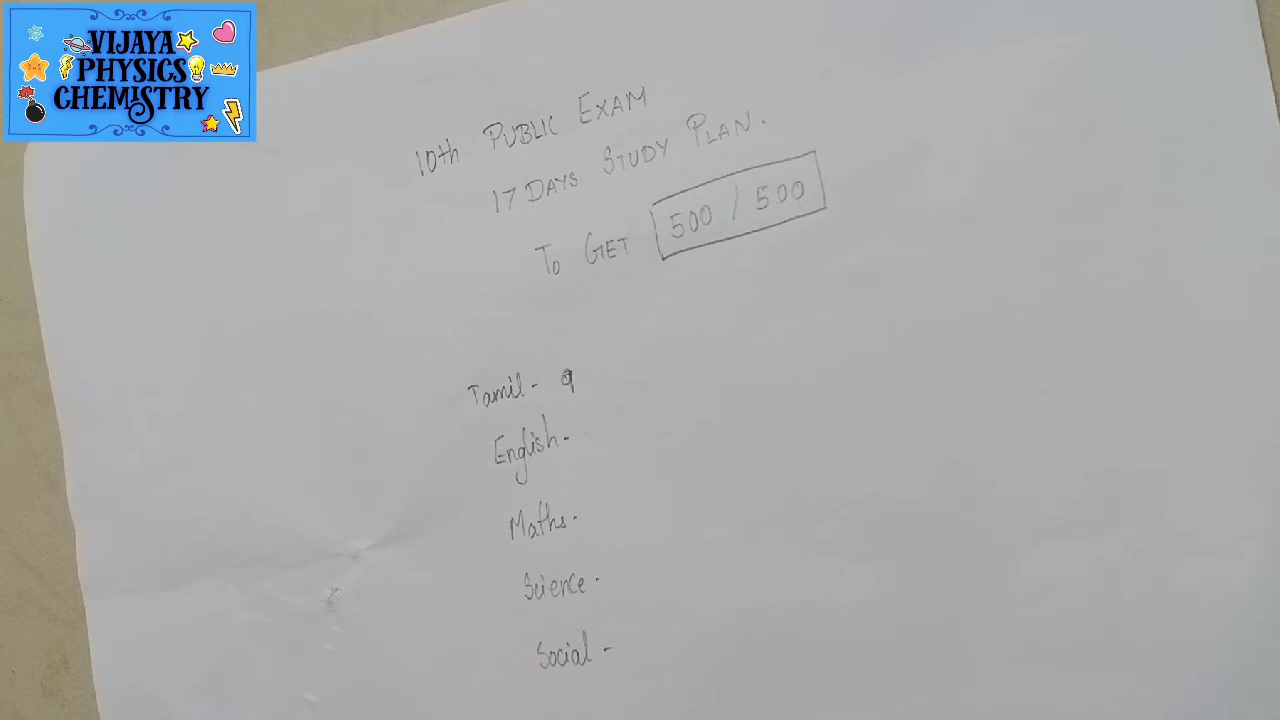 VIJAYA
PHYSICS
CHEMISTRY
10th PUBLIC EXAM
17 DAYS STUDY PLAN.
To GET 500 / 500
Tamil - 9
English -
Maths -
Science -
Social -